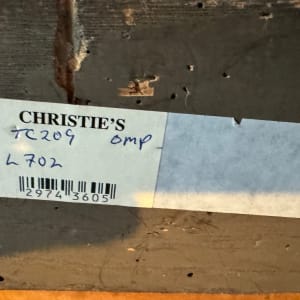 CHRISTIE'S
TC209 OMP
L702
2974 3605